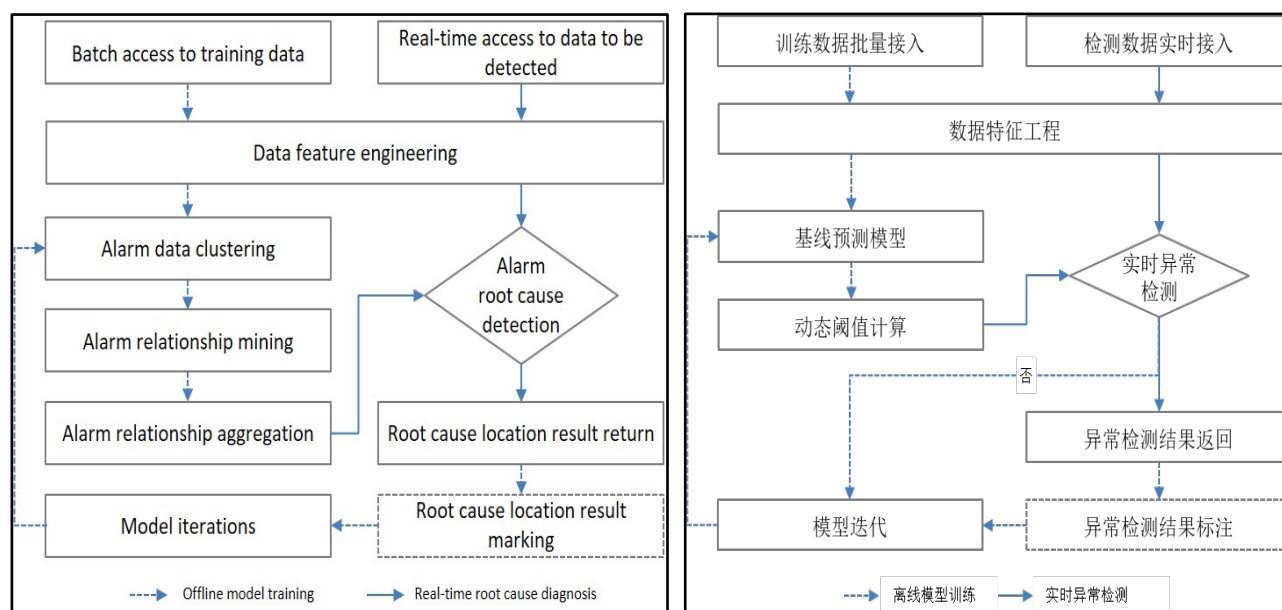 Batch access to training data
Real-time access to data to be
detected
Data feature engineering
Alarm data clustering
Alarm
root cause
detection
Alarm relationship mining
Alarm relationship aggregation
Root cause location result return
Model iterations
Root cause location result
marking
Offline model training
Real-time root cause diagnosis
训练数据批量接入
检测数据实时接入
数据特征工程
基线预测模型
实时异常
检测
动态阈值计算
否
异常检测结果返回
模型迭代
异常检测结果标注
离线模型训练
实时异常检测